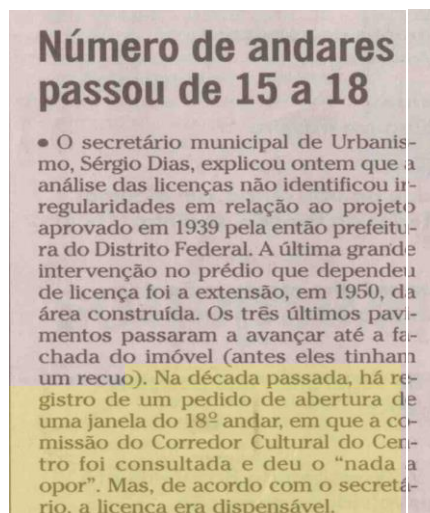 Número de andares
passou de 15 a 18
• O secretário municipal de Urbanis-
mo, Sérgio Dias, explicou ontem que a
análise das licenças não identificou ir-
regularidades em relação ao projeto
aprovado em 1939 pela então prefeitu-
ra do Distrito Federal. A última grande
intervenção no prédio que dependeu
de licença foi a extensão, em 1950, da
área construída. Os três últimos pavi-
mentos passaram a avançar até a fa-
chada do imóvel (antes eles tinham
um recuo). Na década passada, há re-
gistro de um pedido de abertura de
uma janela do 18º andar, em que a co-
missão do Corredor Cultural do Cen-
tro foi consultada e deu o “nada a
opor”. Mas, de acordo com o secretá-
rio, a licença era dispensável.